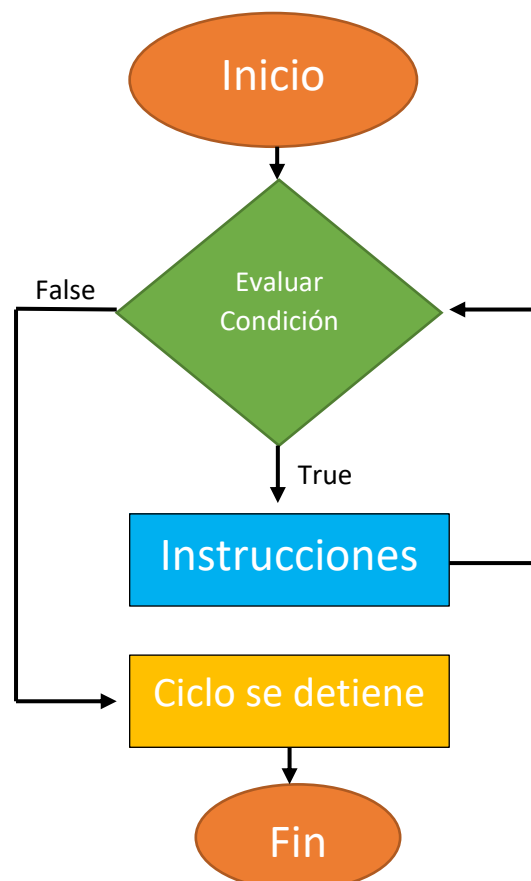 Inicio
Evaluar
Condición
False
True
Instrucciones
Ciclo se detiene
Fin